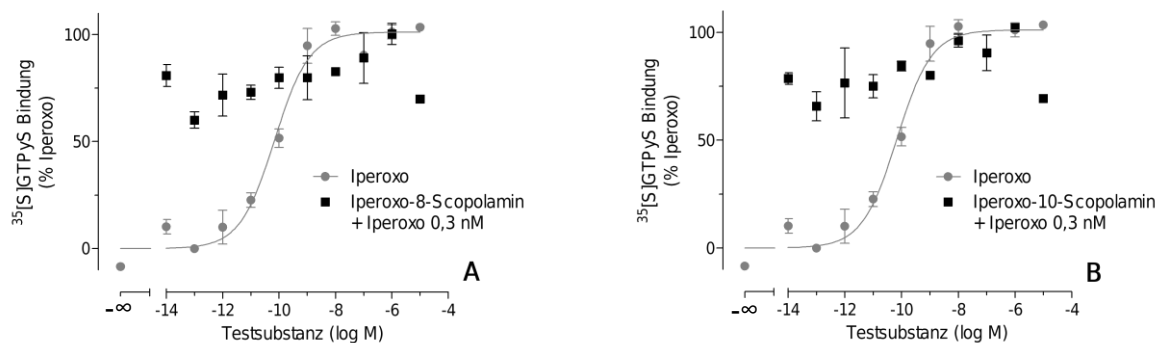 ³⁵[S]GTPγS Bindung
(% Iperoxo)
100
50
0
Iperoxo
Iperoxo-8-Scopolamin
+ Iperoxo 0,3 nM
A
-∞
-14
-12
-10
-8
-6
-4
Testsubstanz (log M)
³⁵[S]GTPγS Bindung
(% Iperoxo)
100
50
0
Iperoxo
Iperoxo-10-Scopolamin
+ Iperoxo 0,3 nM
B
-∞
-14
-12
-10
-8
-6
-4
Testsubstanz (log M)